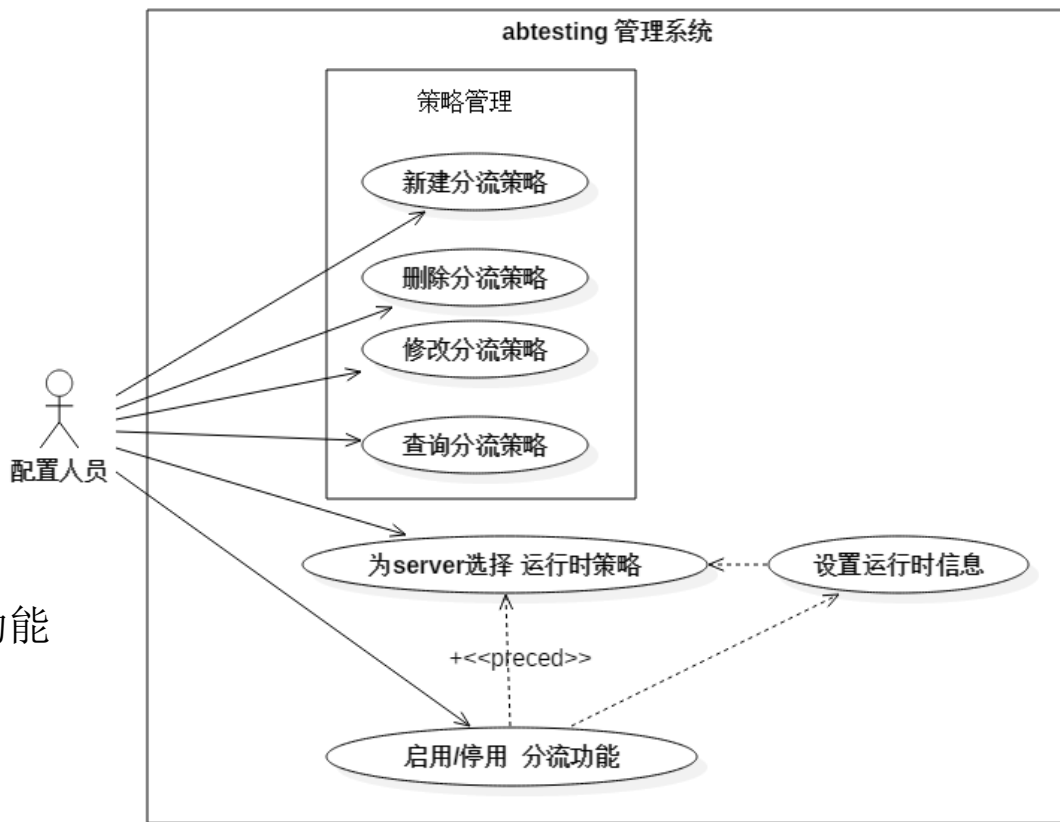 abtesting 管理系统
策略管理
新建分流策略
删除分流策略
修改分流策略
查询分流策略
配置人员
为server选择 运行时策略
设置运行时信息
能
+<<preced>>
启用/停用 分流功能